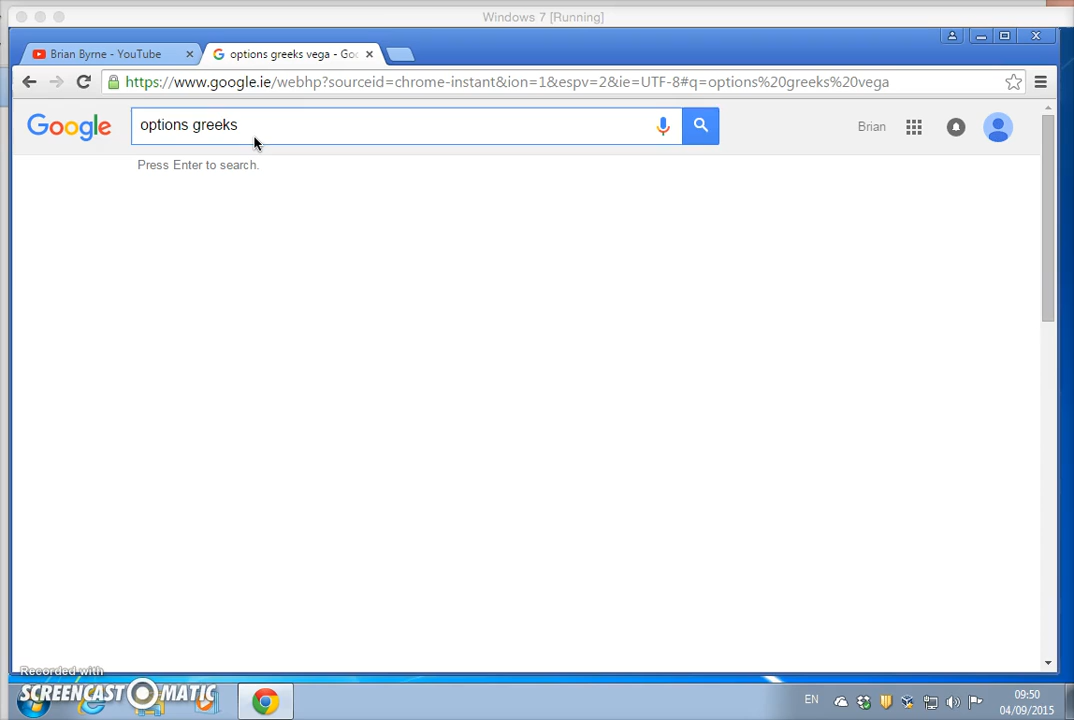 Windows 7 [Running]
Brian Byrne - YouTube
options greeks vega - Goo
https://www.google.ie/webhp?sourceid=chrome-instant&ion=1&espv=2&ie=UTF-8#q=options%20greeks%20vega
Google
options greeks
Brian
Press Enter to search.
Recorded with
SCREENCAST MATIC
EN
09:50
04/09/2015